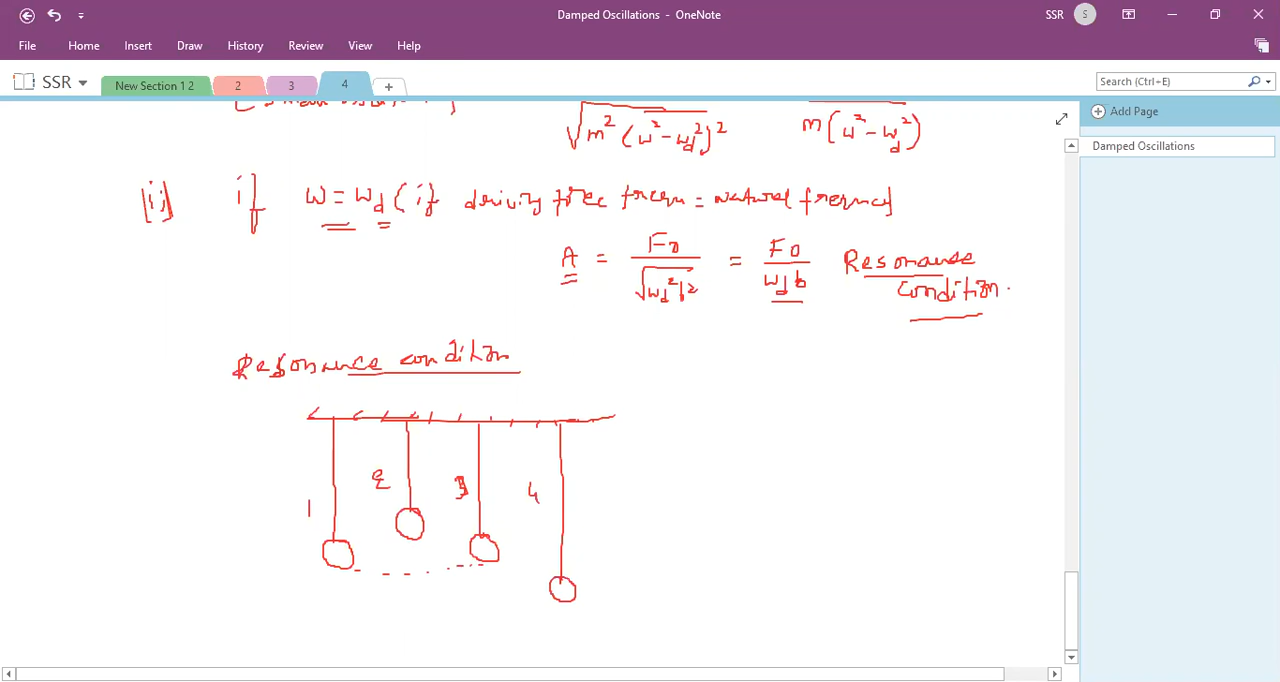 Damped Oscillations - OneNote
SSR S
File Home Insert Draw History Review View Help
SSR New Section 1 2 2 3 4 +
Search (Ctrl+E)
Add Page
Damped Oscillations
√m²(ω²-ωd²)² m(ω²-ωd²)
(ii) if ω = ωd (if driving force frequen = natural frequency
A = F0/√ωd²b² = F0/ωdb Resonance
condition.
Resonance condition
1 2 3 4